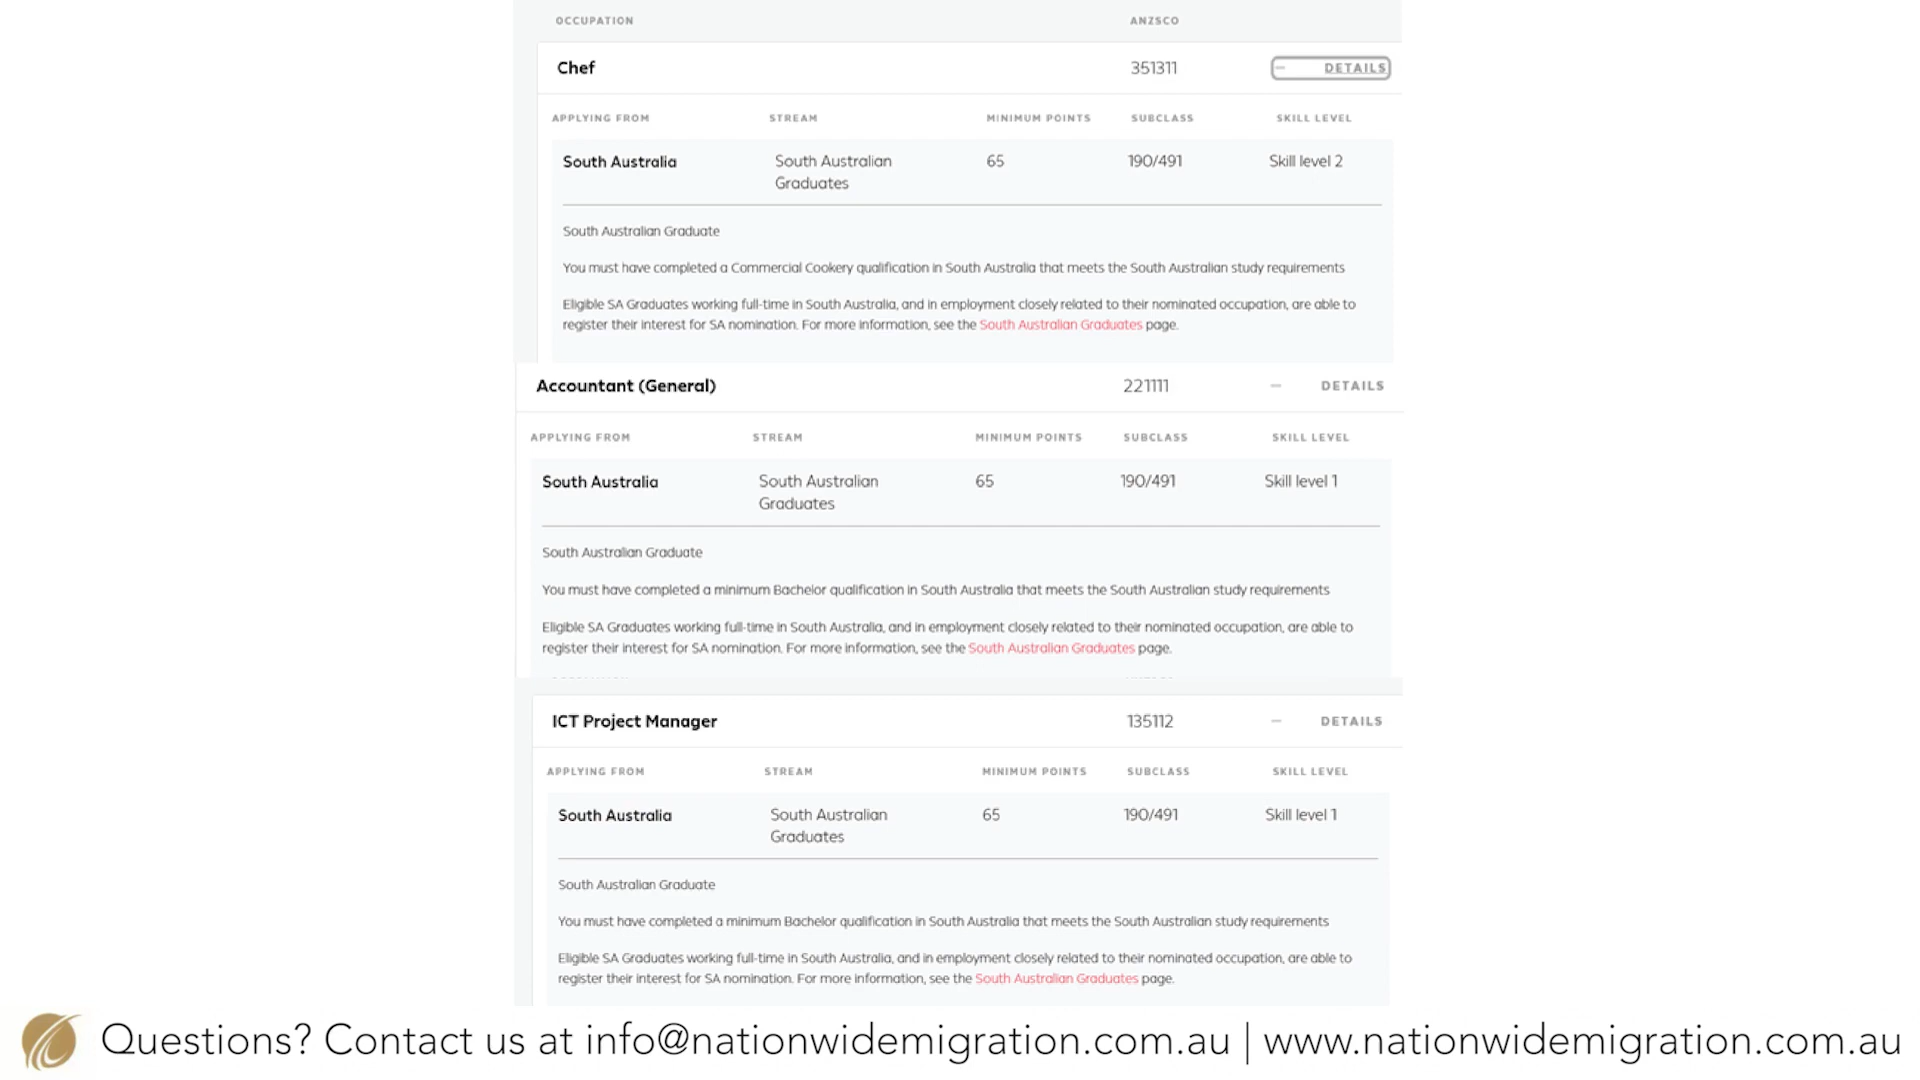 OCCUPATION ANZSCO
Chef 351311 — DETAILS
APPLYING FROM STREAM MINIMUM POINTS SUBCLASS SKILL LEVEL
South Australia South Australian Graduates 65 190/491 Skill level 2
South Australian Graduate
You must have completed a Commercial Cookery qualification in South Australia that meets the South Australian study requirements
Eligible SA Graduates working full-time in South Australia, and in employment closely related to their nominated occupation, are able to
register their interest for SA nomination. For more information, see the South Australian Graduates page.
Accountant (General) 221111 — DETAILS
APPLYING FROM STREAM MINIMUM POINTS SUBCLASS SKILL LEVEL
South Australia South Australian Graduates 65 190/491 Skill level 1
South Australian Graduate
You must have completed a minimum Bachelor qualification in South Australia that meets the South Australian study requirements
Eligible SA Graduates working full-time in South Australia, and in employment closely related to their nominated occupation, are able to
register their interest for SA nomination. For more information, see the South Australian Graduates page.
ICT Project Manager 135112 — DETAILS
APPLYING FROM STREAM MINIMUM POINTS SUBCLASS SKILL LEVEL
South Australia South Australian Graduates 65 190/491 Skill level 1
South Australian Graduate
You must have completed a minimum Bachelor qualification in South Australia that meets the South Australian study requirements
Eligible SA Graduates working full-time in South Australia, and in employment closely related to their nominated occupation, are able to
register their interest for SA nomination. For more information, see the South Australian Graduates page.
Questions? Contact us at info@nationwidemigration.com.au | www.nationwidemigration.com.au